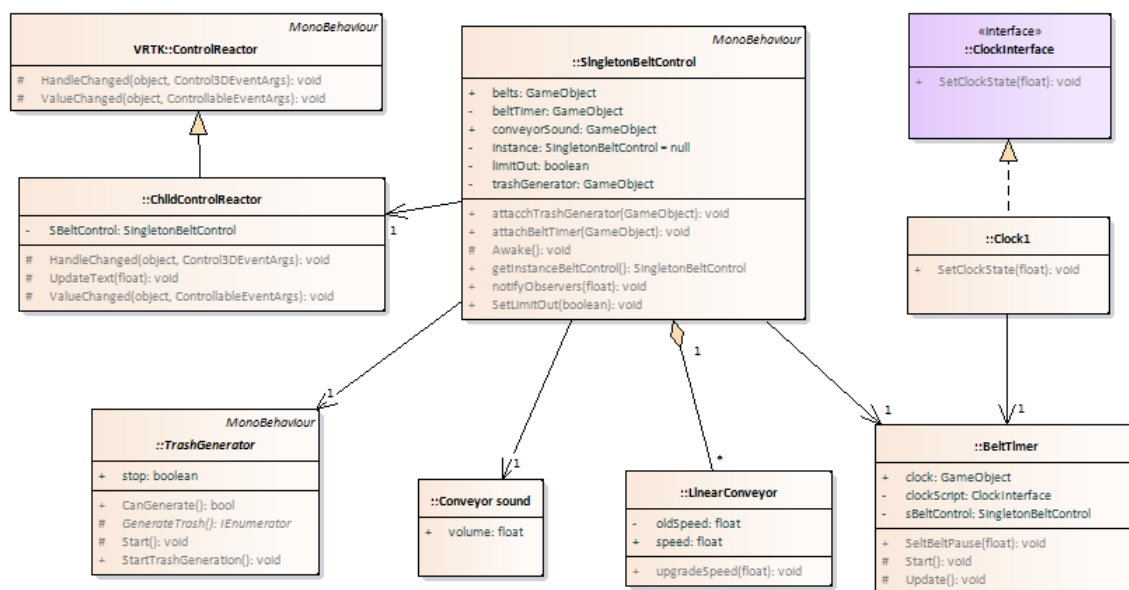 MonoBehaviour
VRTK::ControlReactor
# HandleChanged(object, Control3DEventArgs): void
# ValueChanged(object, ControllableEventArgs): void
MonoBehaviour
::SingletonBeltControl
+ belts: GameObject
- beltTimer: GameObject
+ conveyorSound: GameObject
- instance: SingletonBeltControl = null
- limitOut: boolean
- trashGenerator: GameObject
+ attacchTrashGenerator(GameObject): void
+ attachBeltTimer(GameObject): void
# Awake(): void
+ getInstanceBeltControl(): SingletonBeltControl
+ notifyObservers(float): void
+ SetLimitOut(boolean): void
«interface»
::ClockInterface
+ SetClockState(float): void
::ChildControlReactor
- SBeltControl: SingletonBeltControl
# HandleChanged(object, Control3DEventArgs): void
# UpdateText(float): void
# ValueChanged(object, ControllableEventArgs): void
1
::Clock1
+ SetClockState(float): void
1
1
1
1
1
*
MonoBehaviour
::TrashGenerator
+ stop: boolean
+ CanGenerate(): bool
# GenerateTrash(): IEnumerator
# Start(): void
+ StartTrashGeneration(): void
::Conveyor sound
+ volume: float
::LinearConveyor
- oldSpeed: float
+ speed: float
+ upgradeSpeed(float): void
::BeltTimer
+ clock: GameObject
- clockScript: ClockInterface
- sBeltControl: SingletonBeltControl
+ SeltBeltPause(float): void
# Start(): void
# Update(): void